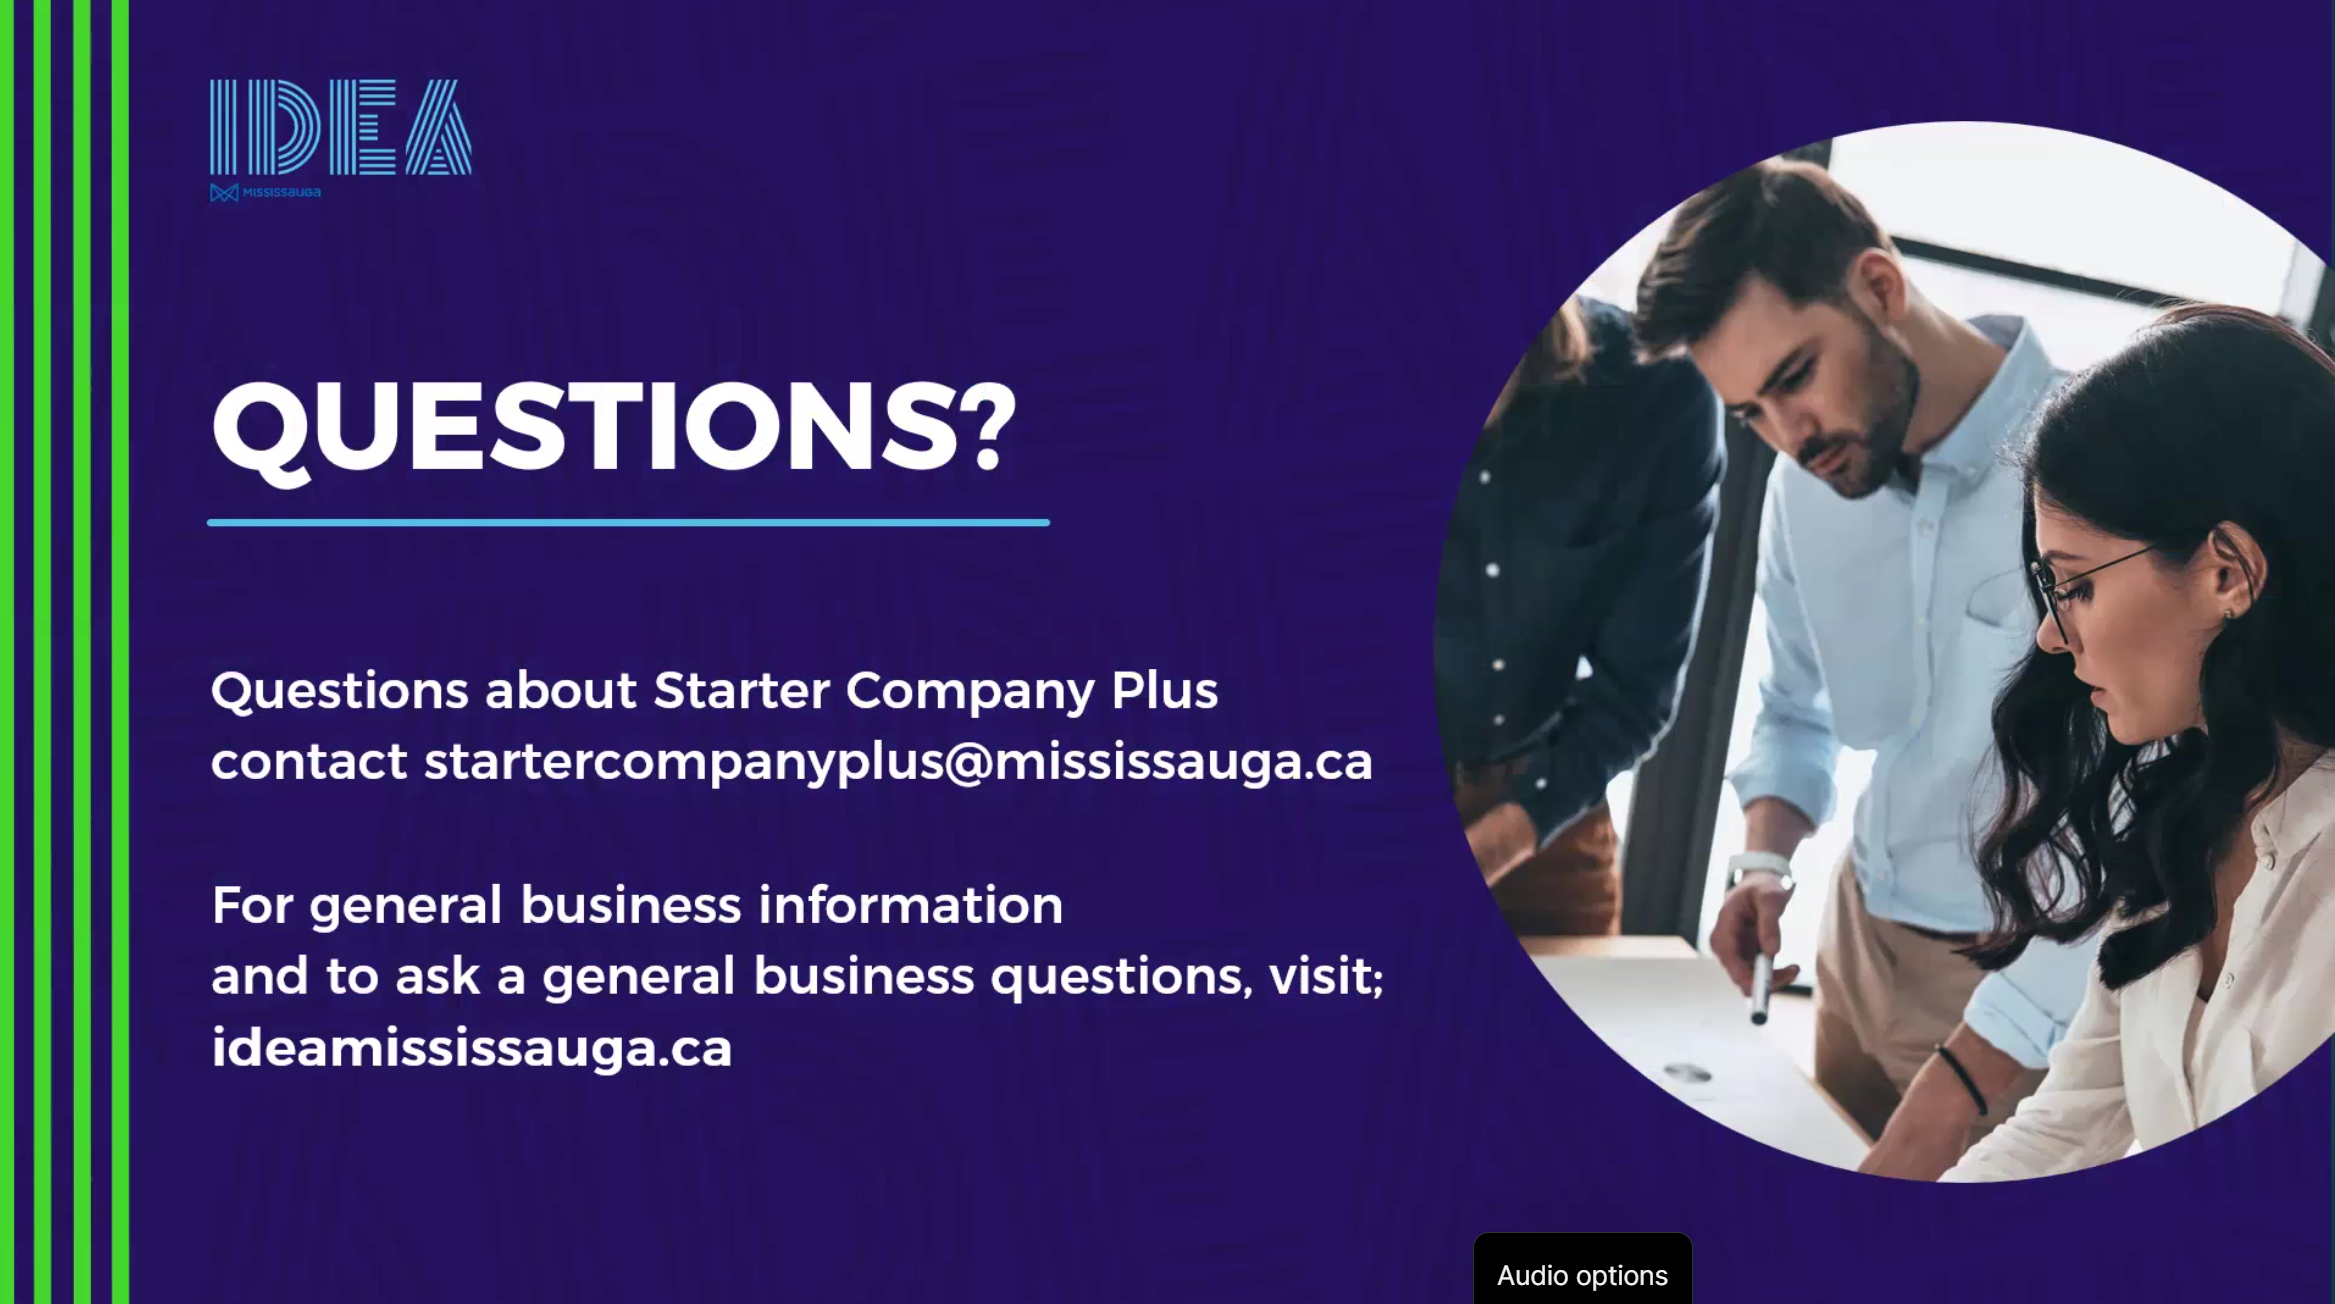 IDEA
MISSISSAUGA
QUESTIONS?
Questions about Starter Company Plus
contact startercompanyplus@mississauga.ca
For general business information
and to ask a general business questions, visit;
ideamississauga.ca
Audio options